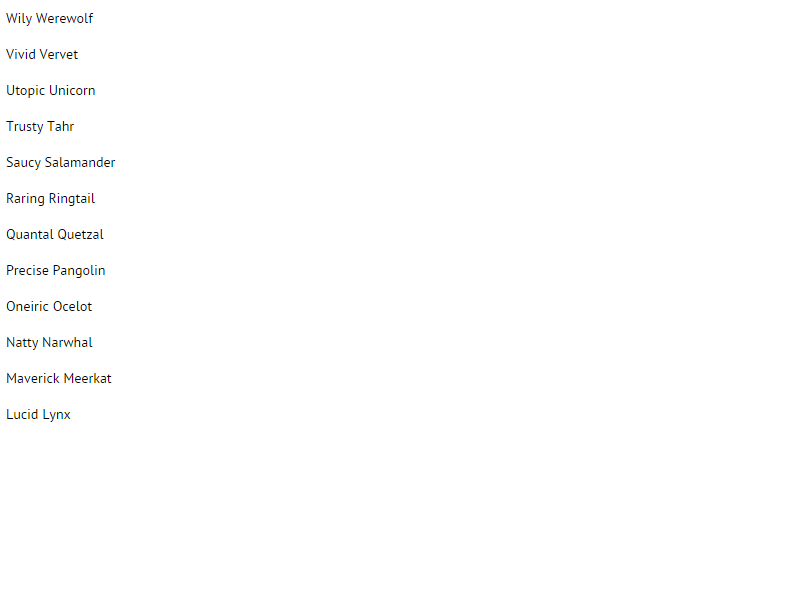 Wily Werewolf
Vivid Vervet
Utopic Unicorn
Trusty Tahr
Saucy Salamander
Raring Ringtail
Quantal Quetzal
Precise Pangolin
Oneiric Ocelot
Natty Narwhal
Maverick Meerkat
Lucid Lynx